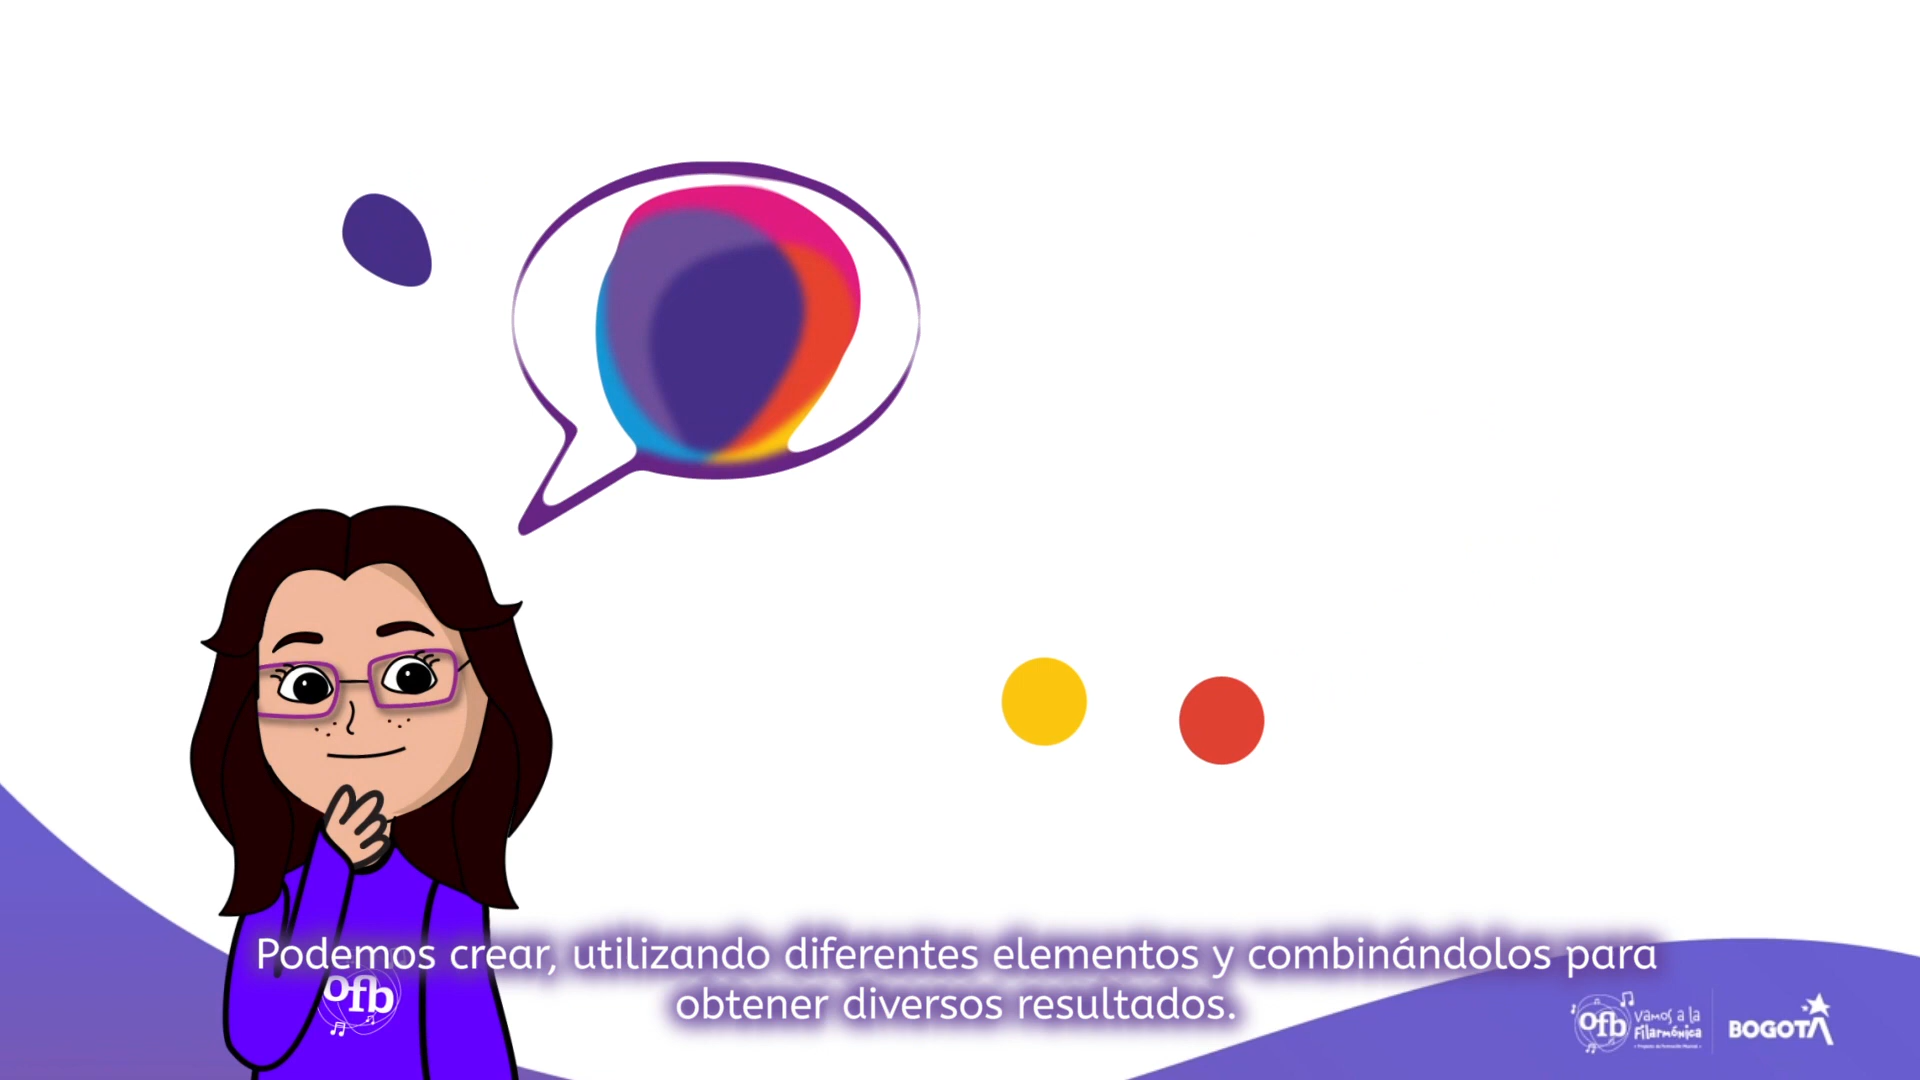 Podemos crear, utilizando diferentes elementos y combinándolos para
obtener diversos resultados.
ofb
ofb
Vamos a la
Filarmónica
BOGOTÁ